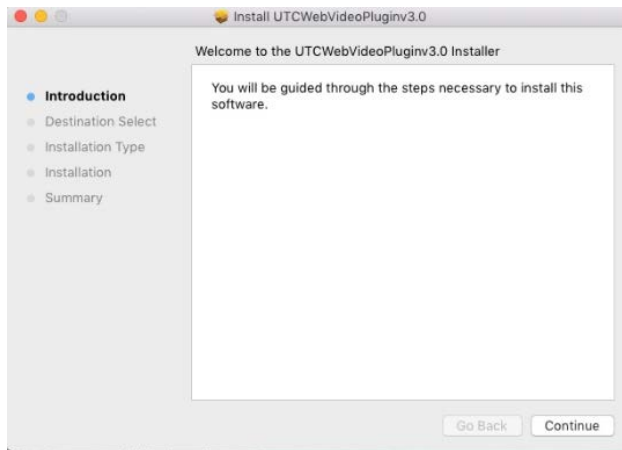 Install UTCWebVideoPluginv3.0
Welcome to the UTCWebVideoPluginv3.0 Installer
Introduction
Destination Select
Installation Type
Installation
Summary
You will be guided through the steps necessary to install this
software.
Go Back
Continue